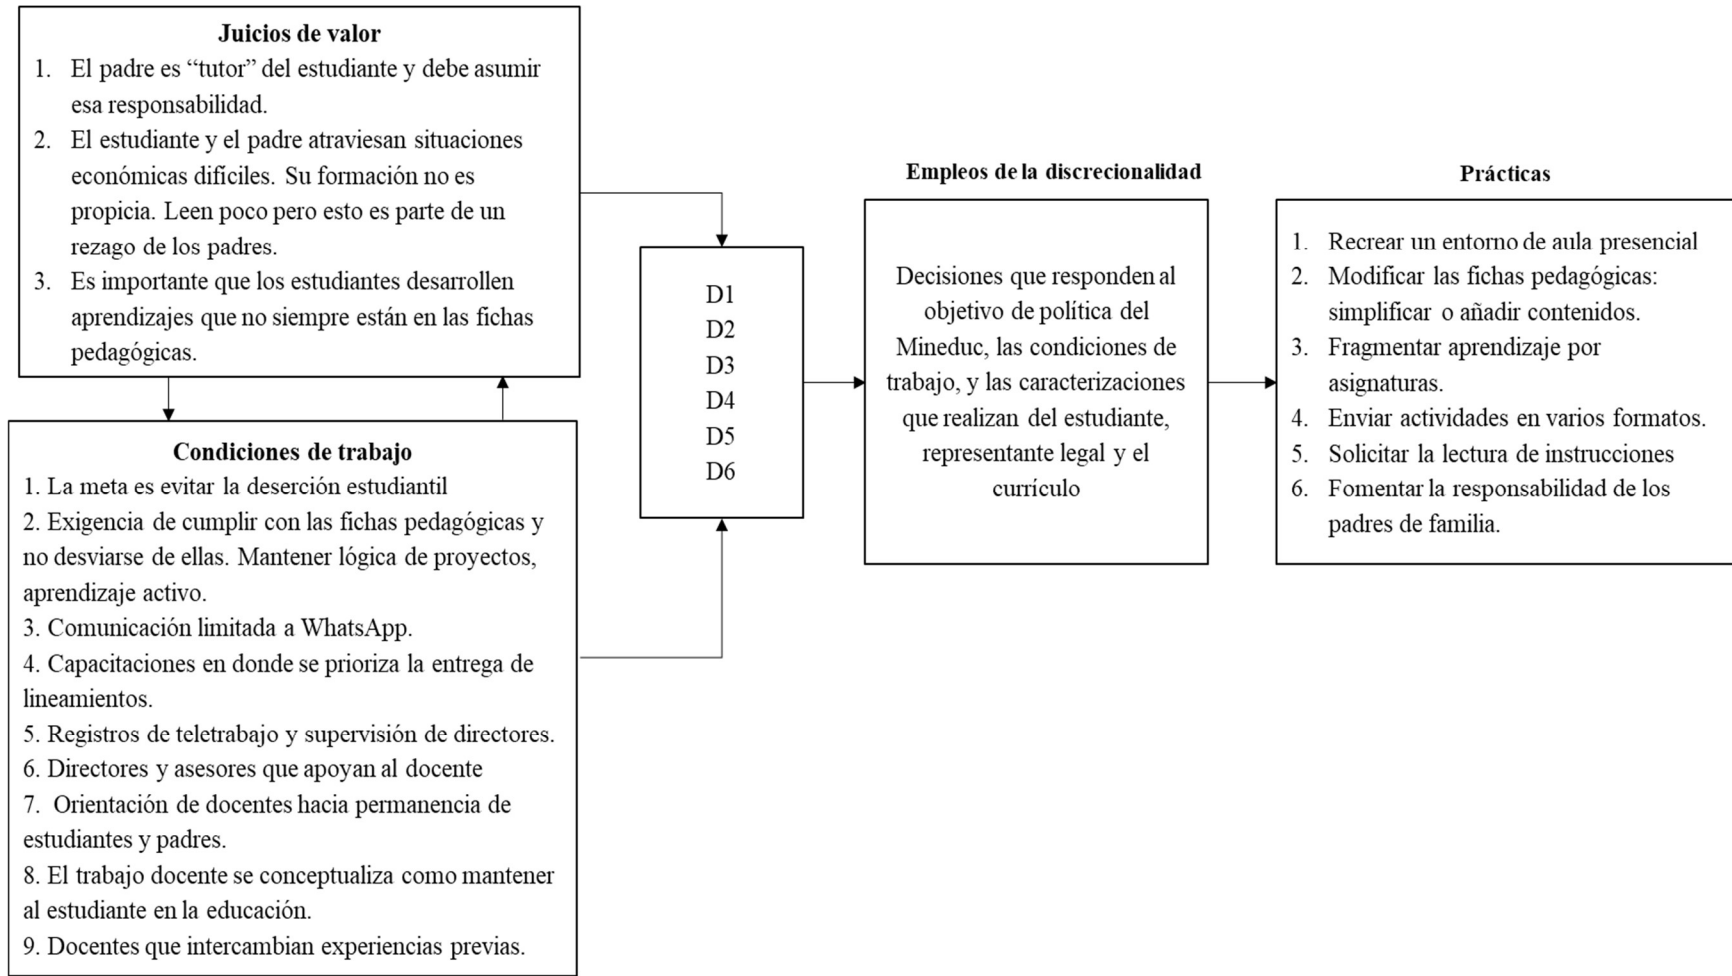 Juicios de valor
1. El padre es “tutor” del estudiante y debe asumir
esa responsabilidad.
2. El estudiante y el padre atraviesan situaciones
económicas difíciles. Su formación no es
propicia. Leen poco pero esto es parte de un
rezago de los padres.
3. Es importante que los estudiantes desarrollen
aprendizajes que no siempre están en las fichas
pedagógicas.
Condiciones de trabajo
1. La meta es evitar la deserción estudiantil
2. Exigencia de cumplir con las fichas pedagógicas y
no desviarse de ellas. Mantener lógica de proyectos,
aprendizaje activo.
3. Comunicación limitada a WhatsApp.
4. Capacitaciones en donde se prioriza la entrega de
lineamientos.
5. Registros de teletrabajo y supervisión de directores.
6. Directores y asesores que apoyan al docente
7. Orientación de docentes hacia permanencia de
estudiantes y padres.
8. El trabajo docente se conceptualiza como mantener
al estudiante en la educación.
9. Docentes que intercambian experiencias previas.
D1
D2
D3
D4
D5
D6
Empleos de la discrecionalidad
Decisiones que responden al
objetivo de política del
Mineduc, las condiciones de
trabajo, y las caracterizaciones
que realizan del estudiante,
representante legal y el
currículo
Prácticas
1. Recrear un entorno de aula presencial
2. Modificar las fichas pedagógicas:
simplificar o añadir contenidos.
3. Fragmentar aprendizaje por
asignaturas.
4. Enviar actividades en varios formatos.
5. Solicitar la lectura de instrucciones
6. Fomentar la responsabilidad de los
padres de familia.